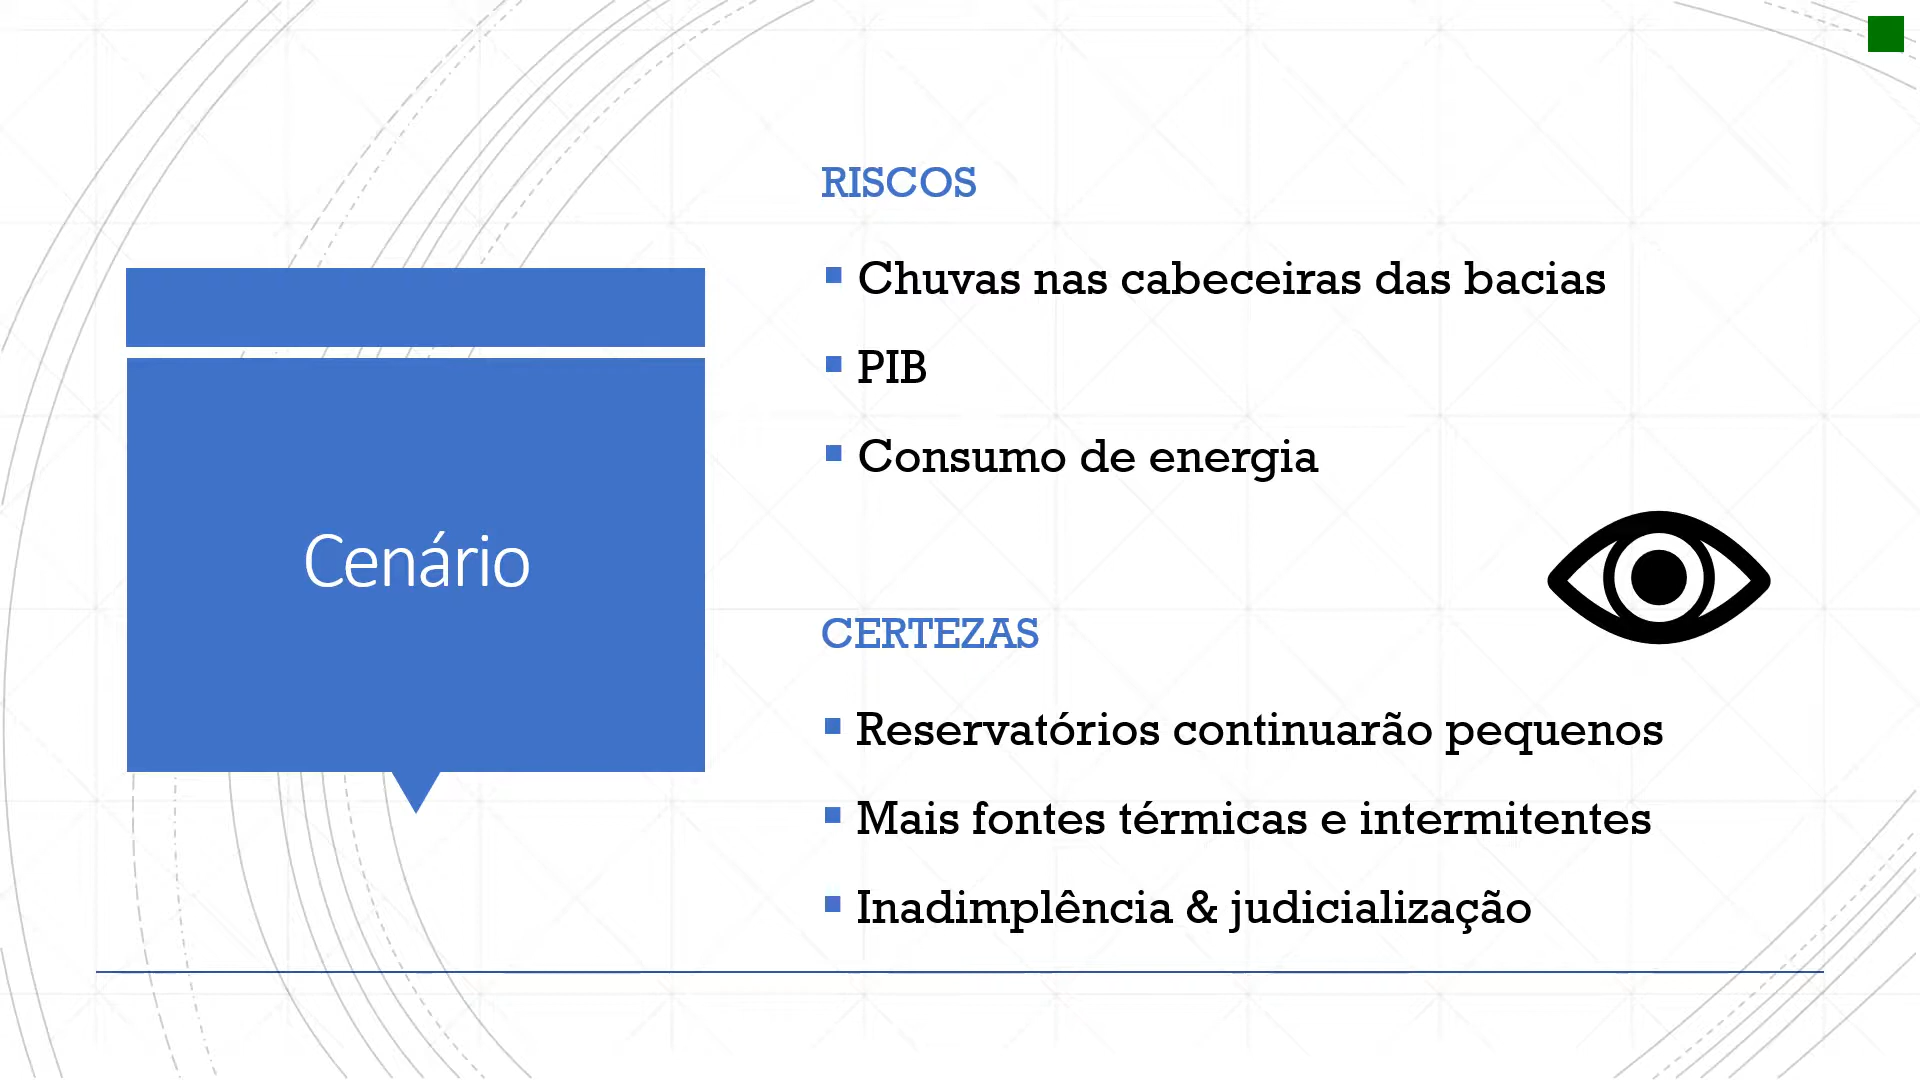 Cenário
RISCOS
Chuvas nas cabeceiras das bacias
PIB
Consumo de energia
CERTEZAS
Reservatórios continuarão pequenos
Mais fontes térmicas e intermitentes
Inadimplência & judicialização